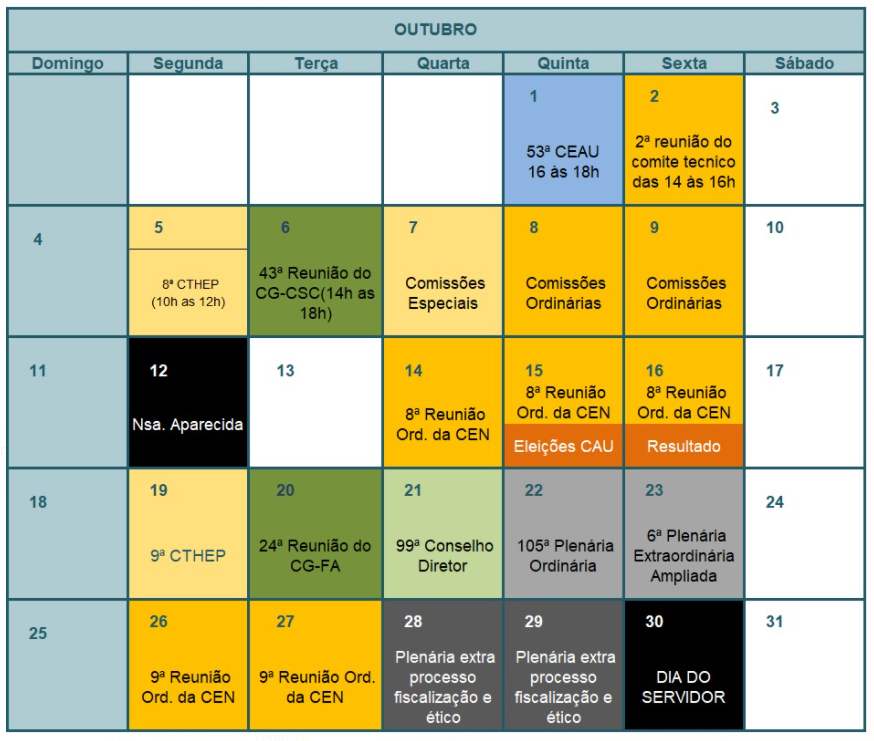 OUTUBRO
Domingo Segunda Terça Quarta Quinta Sexta Sábado
1
53ª CEAU
16 às 18h
2
2ª reunião do
comite tecnico
das 14 às 16h
3
4
5
8ª CTHEP
(10h as 12h)
6
43ª Reunião do
CG-CSC(14h as
18h)
7
Comissões
Especiais
8
Comissões
Ordinárias
9
Comissões
Ordinárias
10
11
12
Nsa. Aparecida
13
14
8ª Reunião
Ord. da CEN
15
8ª Reunião
Ord. da CEN
Eleições CAU
16
8ª Reunião
Ord. da CEN
Resultado
17
18
19
9ª CTHEP
20
24ª Reunião do
CG-FA
21
99ª Conselho
Diretor
22
105ª Plenária
Ordinária
23
6ª Plenária
Extraordinária
Ampliada
24
25
26
9ª Reunião
Ord. da CEN
27
9ª Reunião Ord.
da CEN
28
Plenária extra
processo
fiscalização e
ético
29
Plenária extra
processo
fiscalização e
ético
30
DIA DO
SERVIDOR
31